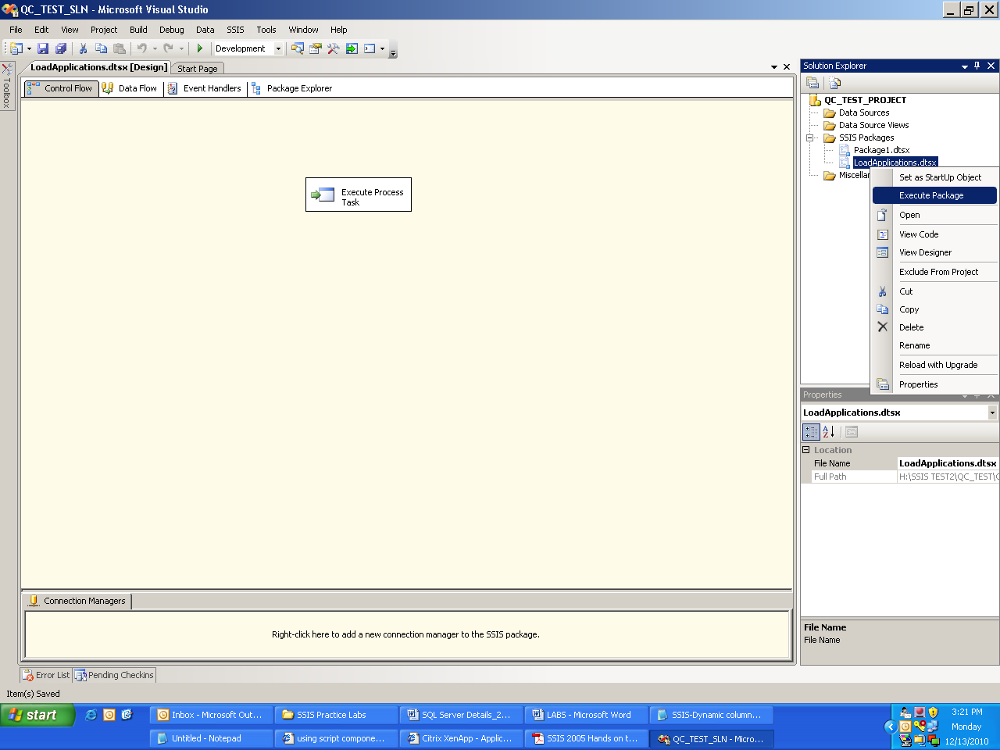 QC_TEST_SLN - Microsoft Visual Studio
File Edit View Project Build Debug Data SSIS Tools Window Help
Development
Toolbox
LoadApplications.dtsx [Design] Start Page
Control Flow Data Flow Event Handlers Package Explorer
Execute Process
Task
Connection Managers
Right-click here to add a new connection manager to the SSIS package.
Error List Pending Checkins
Item(s) Saved
Solution Explorer
QC_TEST_PROJECT
Data Sources
Data Source Views
SSIS Packages
Package1.dtsx
LoadApplications.dtsx
Miscellan
Set as StartUp Object
Execute Package
Open
View Code
View Designer
Exclude From Project
Cut
Copy
Delete
Rename
Reload with Upgrade
Properties
Properties
LoadApplications.dtsx
Location
File Name LoadApplications.dtsx
Full Path H:\SSIS TEST2\QC_TEST\
File Name
File Name
start
Inbox - Microsoft Out... SSIS Practice Labs SQL Server Details_2... LABS - Microsoft Word SSIS-Dynamic column...
Untitled - Notepad using script compone... Citrix XenApp - Applic... SSIS 2005 Hands on t... QC_TEST_SLN - Micro...
3:21 PM
Monday
12/13/2010